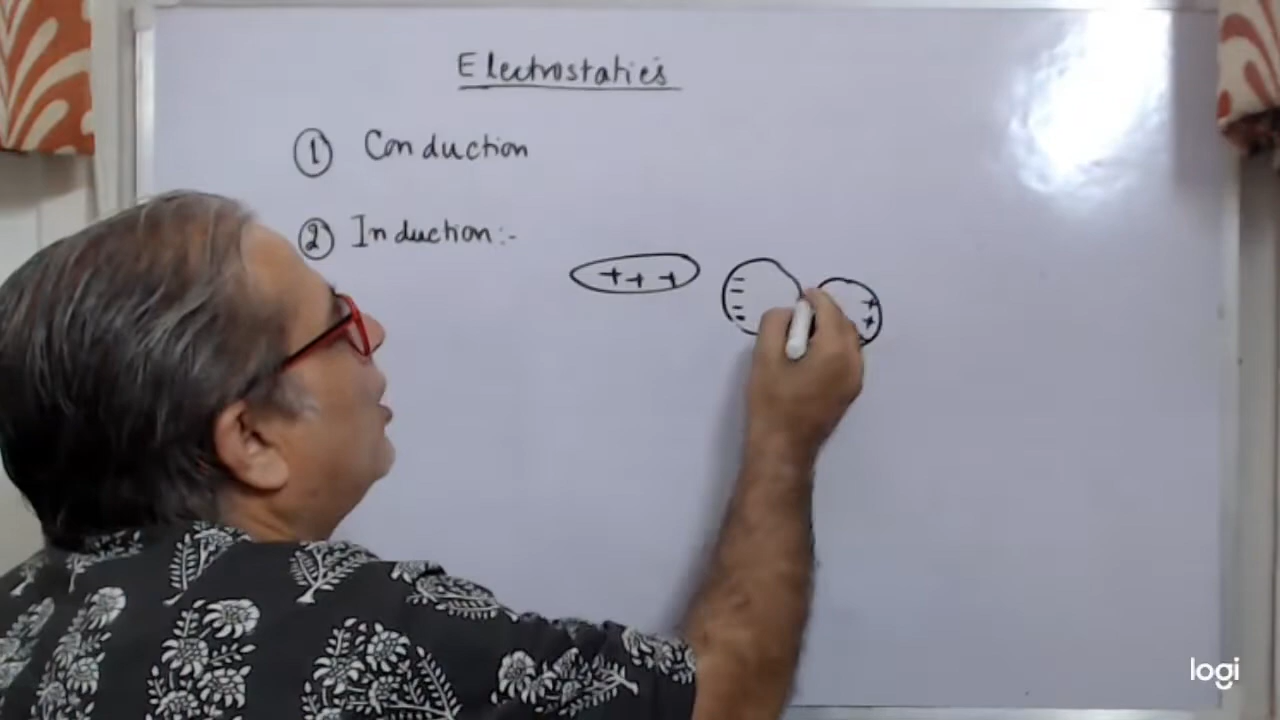 Electrostatics
1 Conduction
2 Induction:-
+ + +
- - - -
+ +
logi